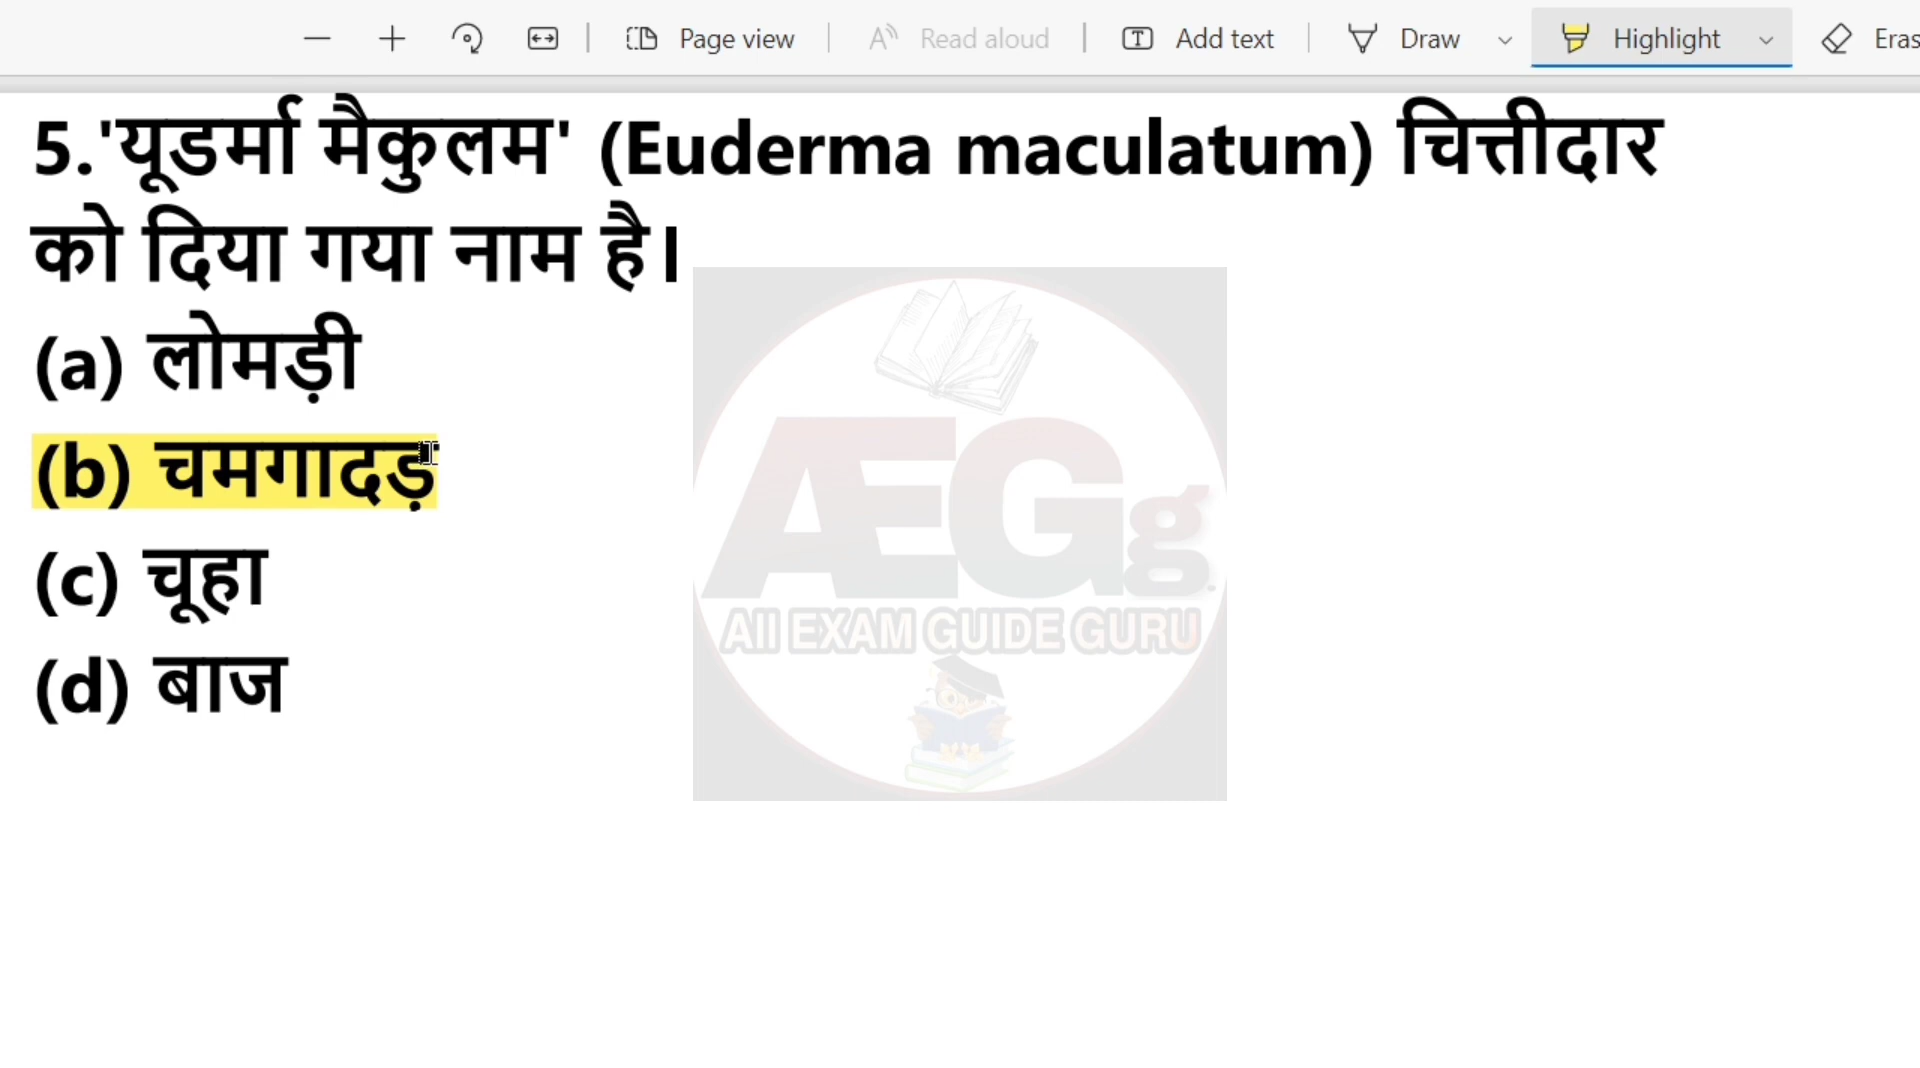 Page view
Read aloud
Add text
Draw
Highlight
Eras
5.'यूडर्मा मैकुलम' (Euderma maculatum) चित्तीदार
को दिया गया नाम है।
(a) लोमड़ी
(b) चमगादड़
(c) चूहा
(d) बाज
ÆGg
All EXAM GUIDE GURU